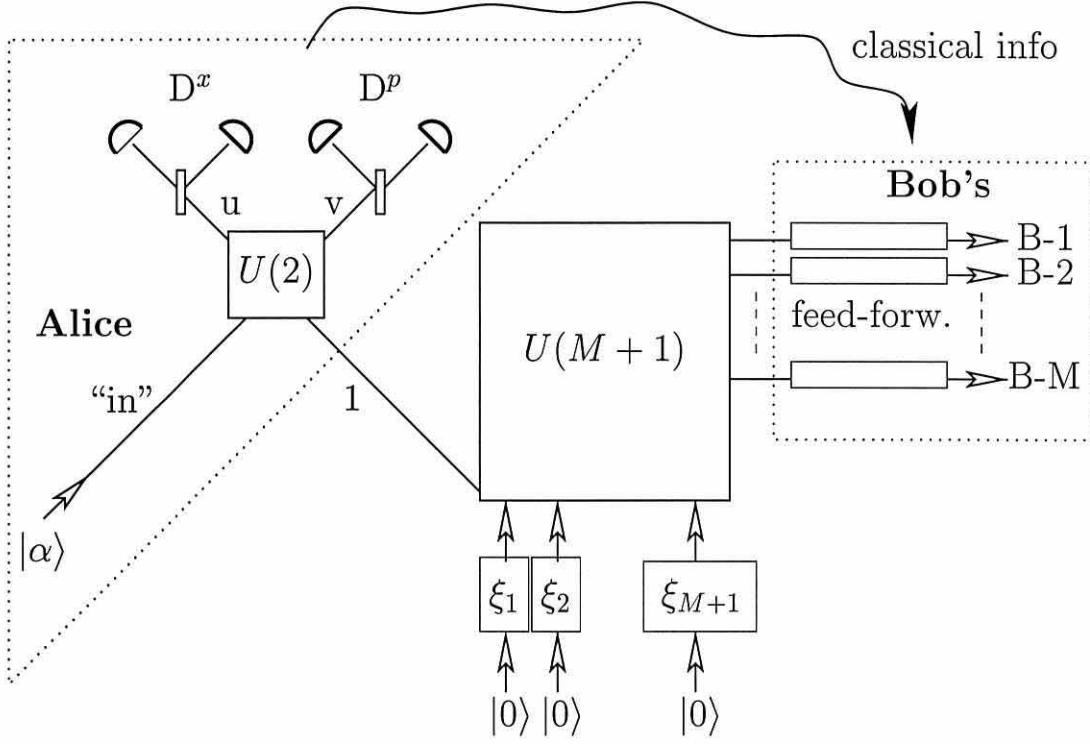 classical info
D^x
D^p
Bob's
u
v
B-1
U(2)
B-2
Alice
feed-forw.
U(M + 1)
B-M
“in”
1
|α⟩
ξ_1
ξ_2
ξ_{M+1}
|0⟩ |0⟩
|0⟩